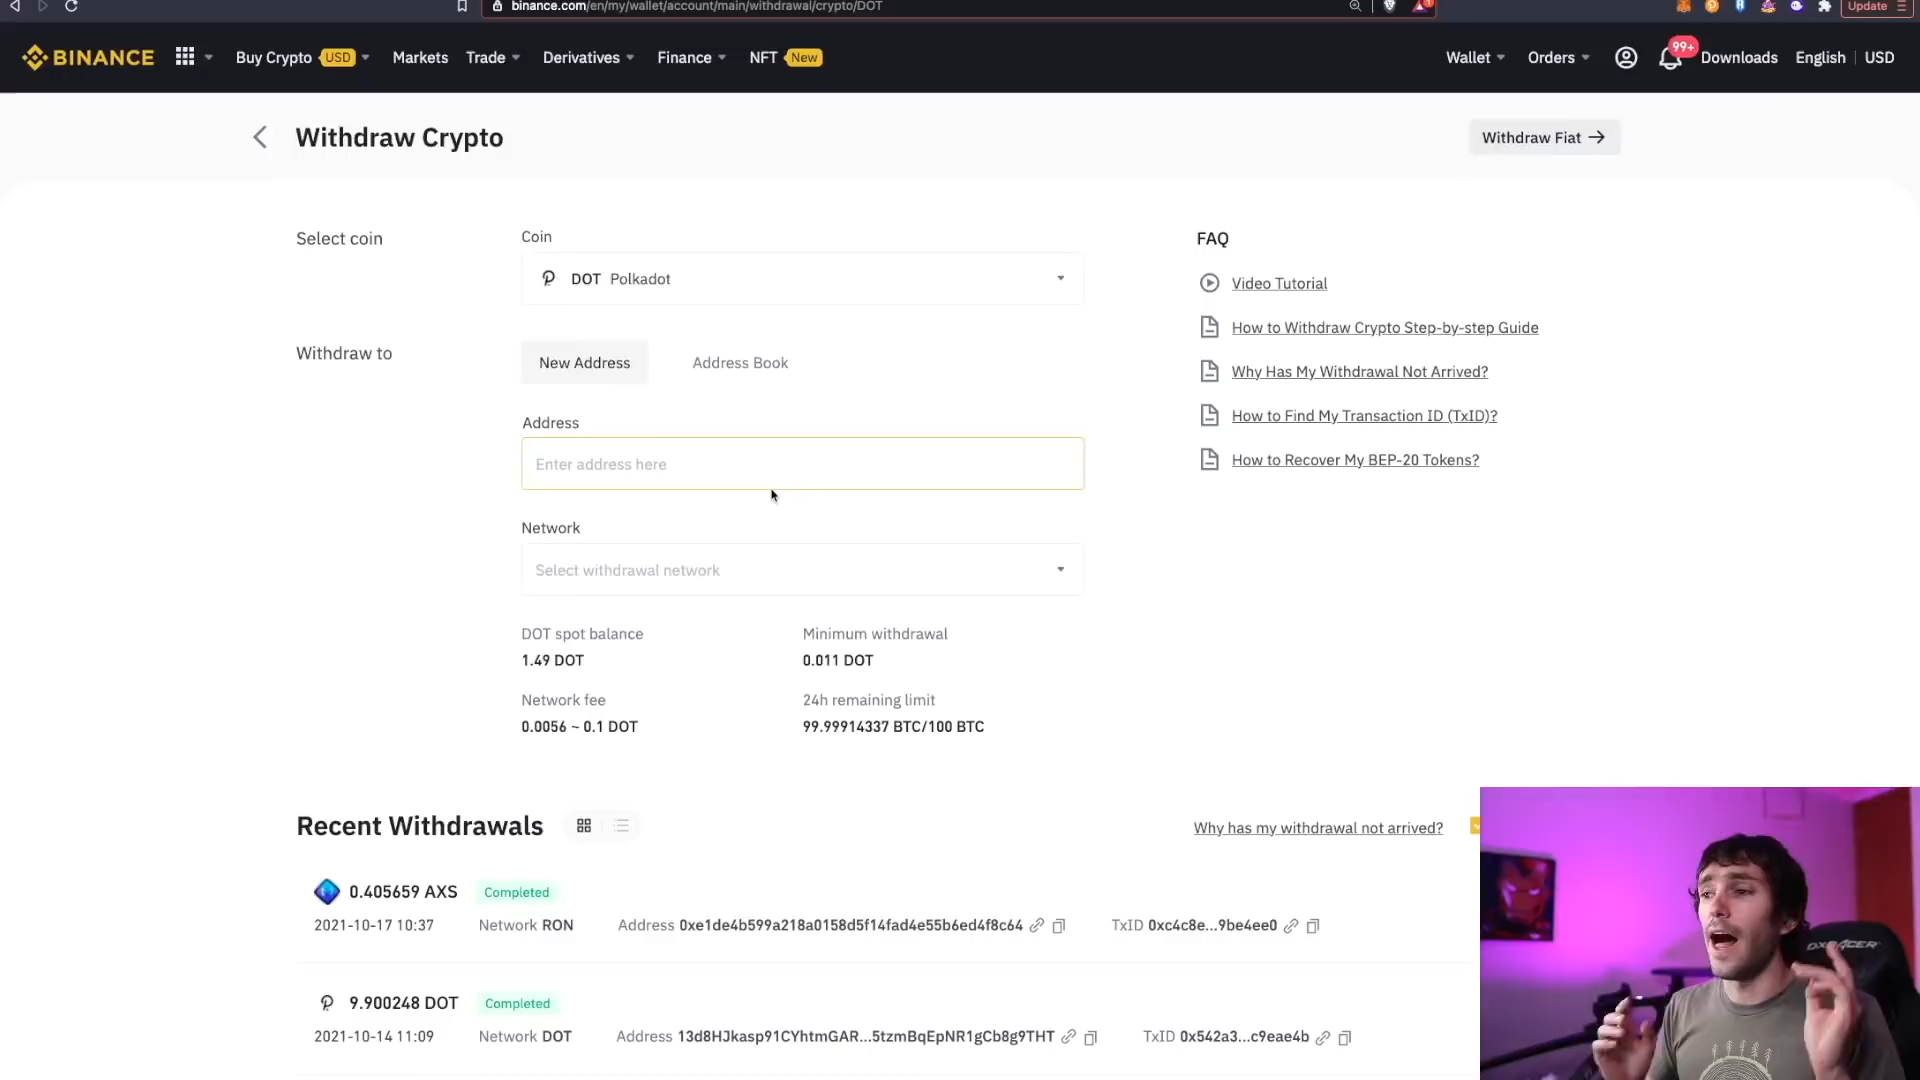 binance.com/en/my/wallet/account/main/withdrawal/crypto/DOT
Update
BINANCE
Buy Crypto USD
Markets
Trade
Derivatives
Finance
NFT New
Wallet
Orders
99+
Downloads
English
USD
Withdraw Crypto
Withdraw Fiat →
Select coin
Coin
DOT Polkadot
Withdraw to
New Address
Address Book
Address
Enter address here
Network
Select withdrawal network
DOT spot balance
Minimum withdrawal
1.49 DOT
0.011 DOT
Network fee
24h remaining limit
0.0056 ~ 0.1 DOT
99.99914337 BTC/100 BTC
FAQ
Video Tutorial
How to Withdraw Crypto Step-by-step Guide
Why Has My Withdrawal Not Arrived?
How to Find My Transaction ID (TxID)?
How to Recover My BEP-20 Tokens?
Recent Withdrawals
Why has my withdrawal not arrived?
0.405659 AXS Completed
2021-10-17 10:37 Network RON Address 0xe1de4b599a218a0158d5f14fad4e55b6ed4f8c64 TxID 0xc4c8e...9be4ee0
9.900248 DOT Completed
2021-10-14 11:09 Network DOT Address 13d8HJkasp91CYhtmGAR...5tzmBqEpNR1gCb8g9THT TxID 0x542a3...c9eae4b
DXRACER